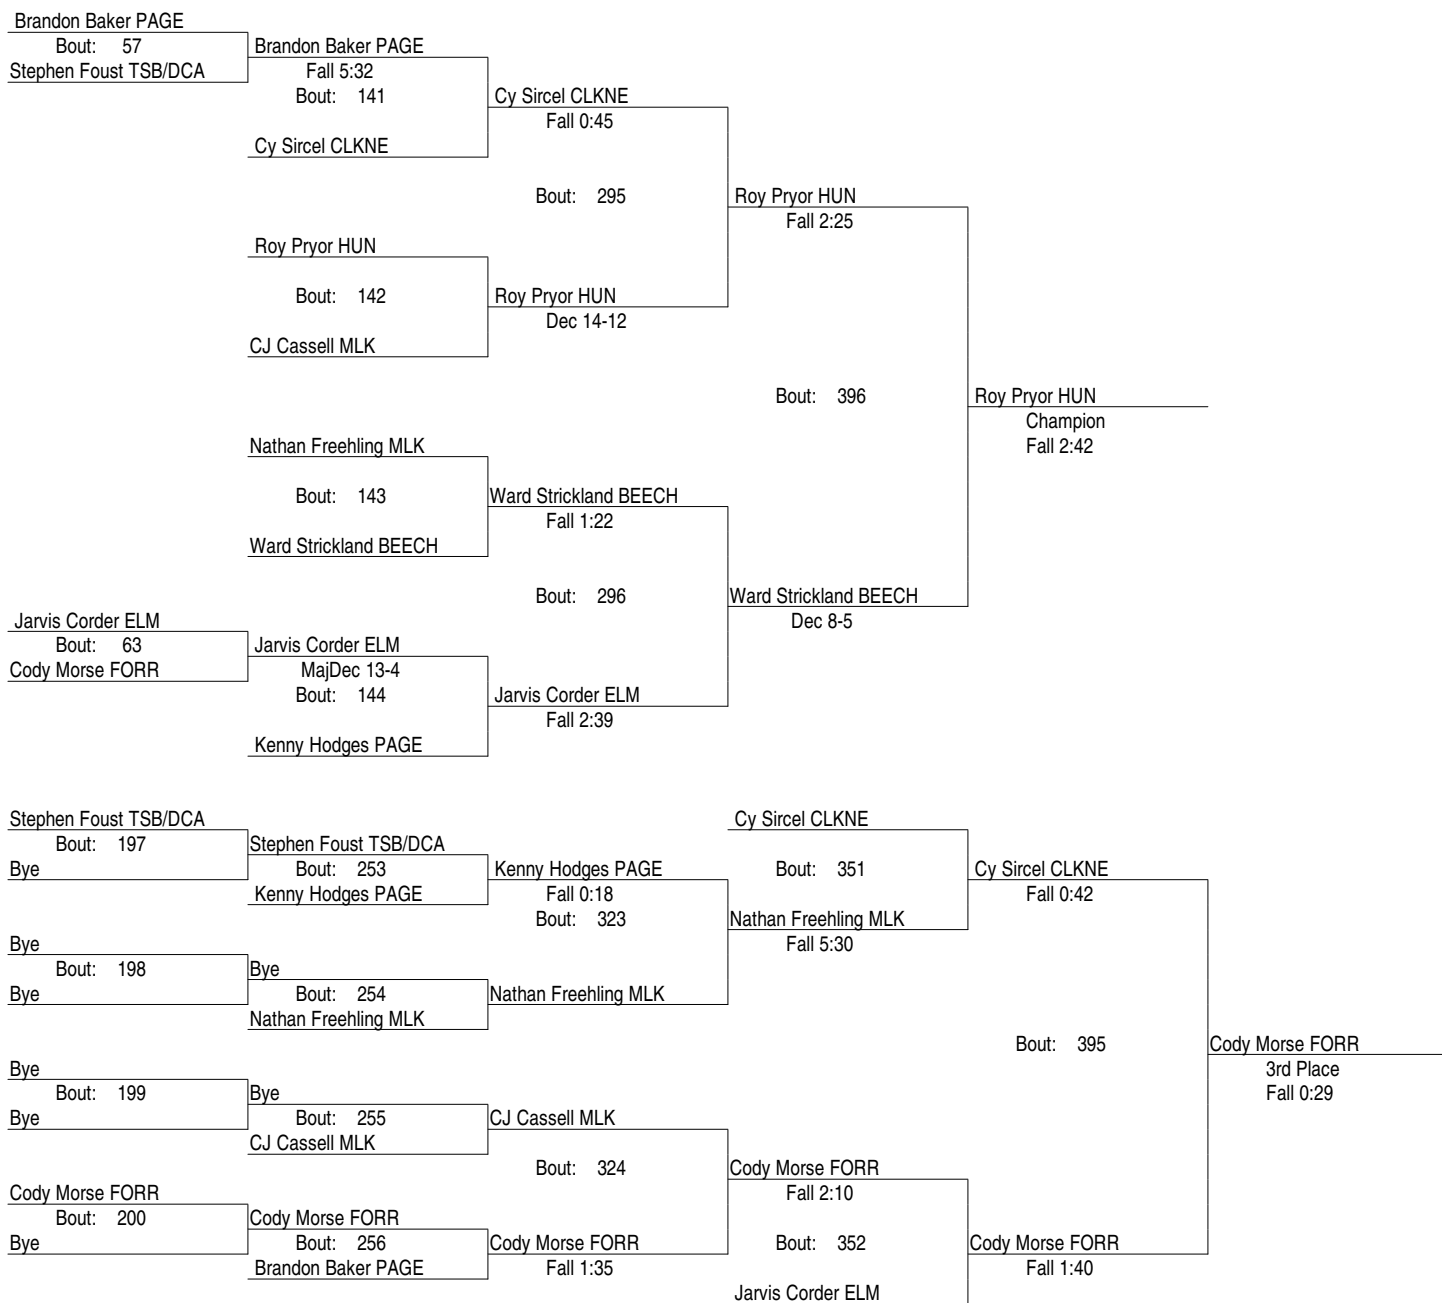 Brandon Baker PAGE
Bout: 57
Stephen Foust TSB/DCA
Brandon Baker PAGE
Fall 5:32
Bout: 141
Cy Sircel CLKNE
Cy Sircel CLKNE
Fall 0:45
Bout: 295
Roy Pryor HUN
Fall 2:25
Roy Pryor HUN
Bout: 142
CJ Cassell MLK
Roy Pryor HUN
Dec 14-12
Bout: 396
Roy Pryor HUN
Champion
Fall 2:42
Nathan Freehling MLK
Bout: 143
Ward Strickland BEECH
Ward Strickland BEECH
Fall 1:22
Bout: 296
Ward Strickland BEECH
Dec 8-5
Jarvis Corder ELM
Bout: 63
Cody Morse FORR
Jarvis Corder ELM
MajDec 13-4
Bout: 144
Kenny Hodges PAGE
Jarvis Corder ELM
Fall 2:39
Stephen Foust TSB/DCA
Bout: 197
Bye
Stephen Foust TSB/DCA
Bout: 253
Kenny Hodges PAGE
Kenny Hodges PAGE
Fall 0:18
Bout: 323
Cy Sircel CLKNE
Bout: 351
Nathan Freehling MLK
Fall 5:30
Cy Sircel CLKNE
Fall 0:42
Bye
Bout: 198
Bye
Bye
Bout: 254
Nathan Freehling MLK
Nathan Freehling MLK
Bout: 395
Cody Morse FORR
3rd Place
Fall 0:29
Bye
Bout: 199
Bye
Bye
Bout: 255
CJ Cassell MLK
CJ Cassell MLK
Bout: 324
Cody Morse FORR
Fall 2:10
Cody Morse FORR
Bout: 200
Bye
Cody Morse FORR
Bout: 256
Brandon Baker PAGE
Cody Morse FORR
Fall 1:35
Bout: 352
Jarvis Corder ELM
Cody Morse FORR
Fall 1:40